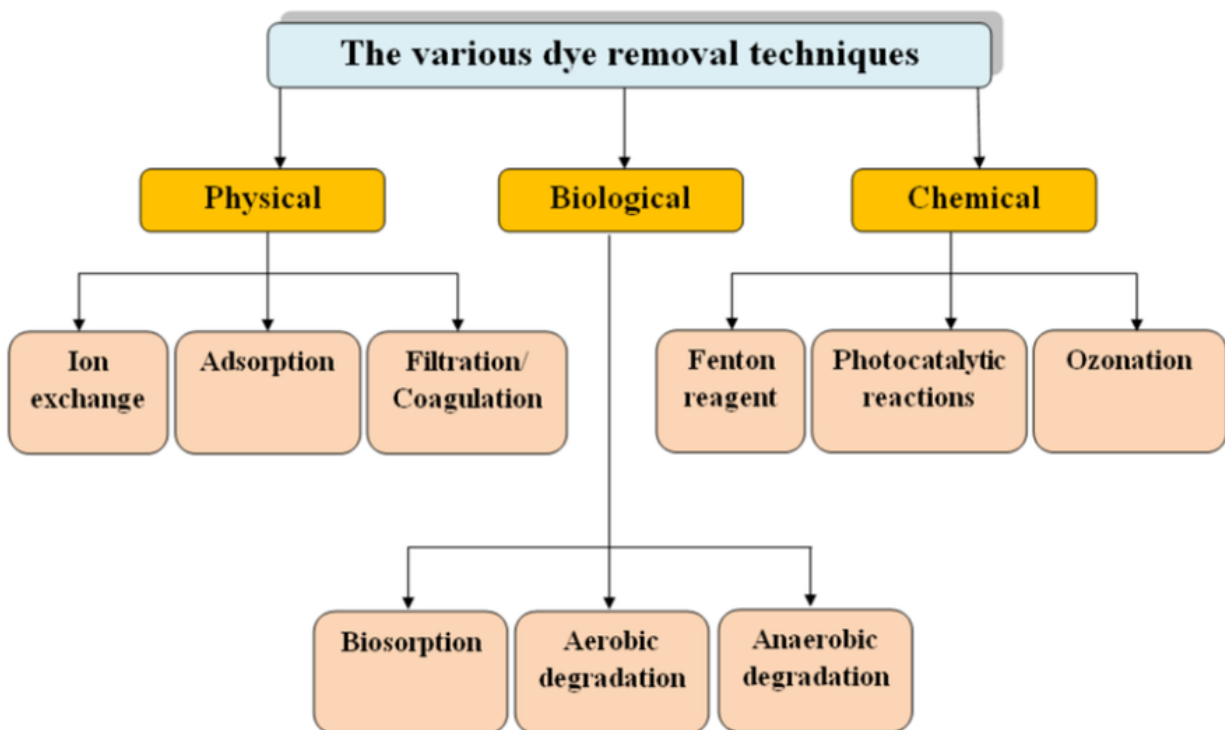 The various dye removal techniques
Physical
Biological
Chemical
Ion
exchange
Adsorption
Filtration/
Coagulation
Fenton
reagent
Photocatalytic
reactions
Ozonation
Biosorption
Aerobic
degradation
Anaerobic
degradation